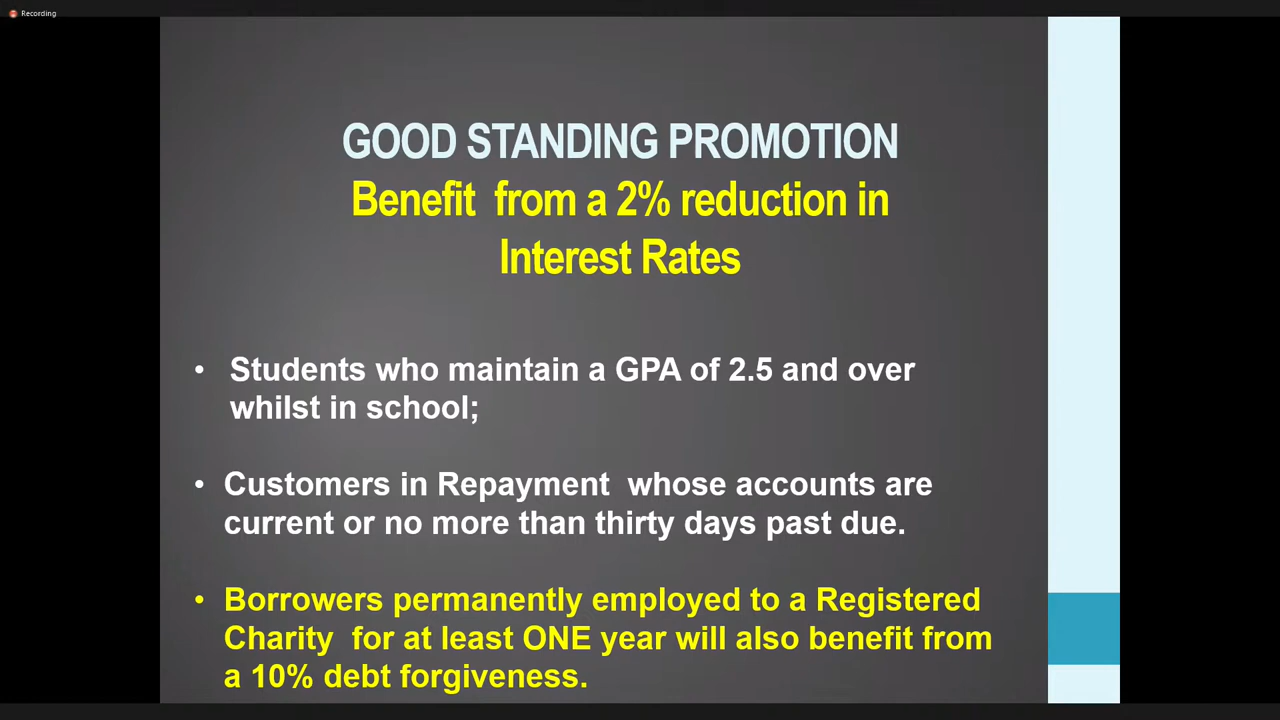 Recording
GOOD STANDING PROMOTION
Benefit from a 2% reduction in
Interest Rates
• Students who maintain a GPA of 2.5 and over
whilst in school;
• Customers in Repayment whose accounts are
current or no more than thirty days past due.
• Borrowers permanently employed to a Registered
Charity for at least ONE year will also benefit from
a 10% debt forgiveness.